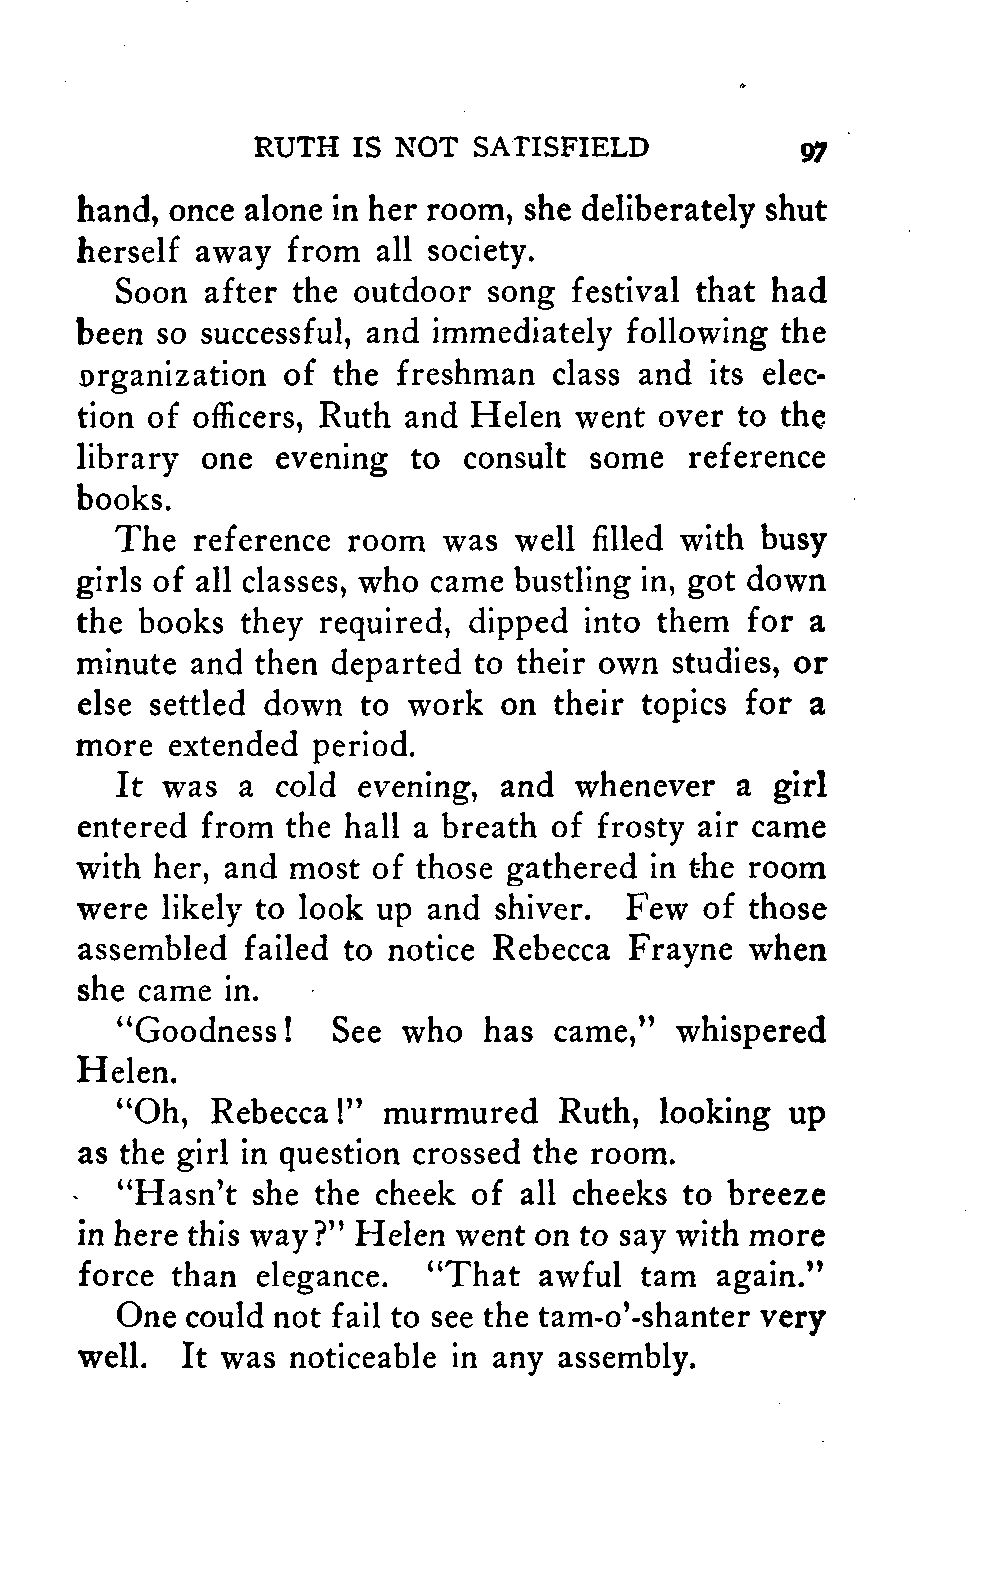 RUTH IS NOT SATISFIELD 97
hand, once alone in her room, she deliberately shut
herself away from all society.
Soon after the outdoor song festival that had
been so successful, and immediately following the
organization of the freshman class and its elec-
tion of officers, Ruth and Helen went over to the
library one evening to consult some reference
books.
The reference room was well filled with busy
girls of all classes, who came bustling in, got down
the books they required, dipped into them for a
minute and then departed to their own studies, or
else settled down to work on their topics for a
more extended period.
It was a cold evening, and whenever a girl
entered from the hall a breath of frosty air came
with her, and most of those gathered in the room
were likely to look up and shiver. Few of those
assembled failed to notice Rebecca Frayne when
she came in.
"Goodness! See who has came," whispered
Helen.
"Oh, Rebecca!" murmured Ruth, looking up
as the girl in question crossed the room.
"Hasn't she the cheek of all cheeks to breeze
in here this way?" Helen went on to say with more
force than elegance. "That awful tam again."
One could not fail to see the tam-o'-shanter very
well. It was noticeable in any assembly.